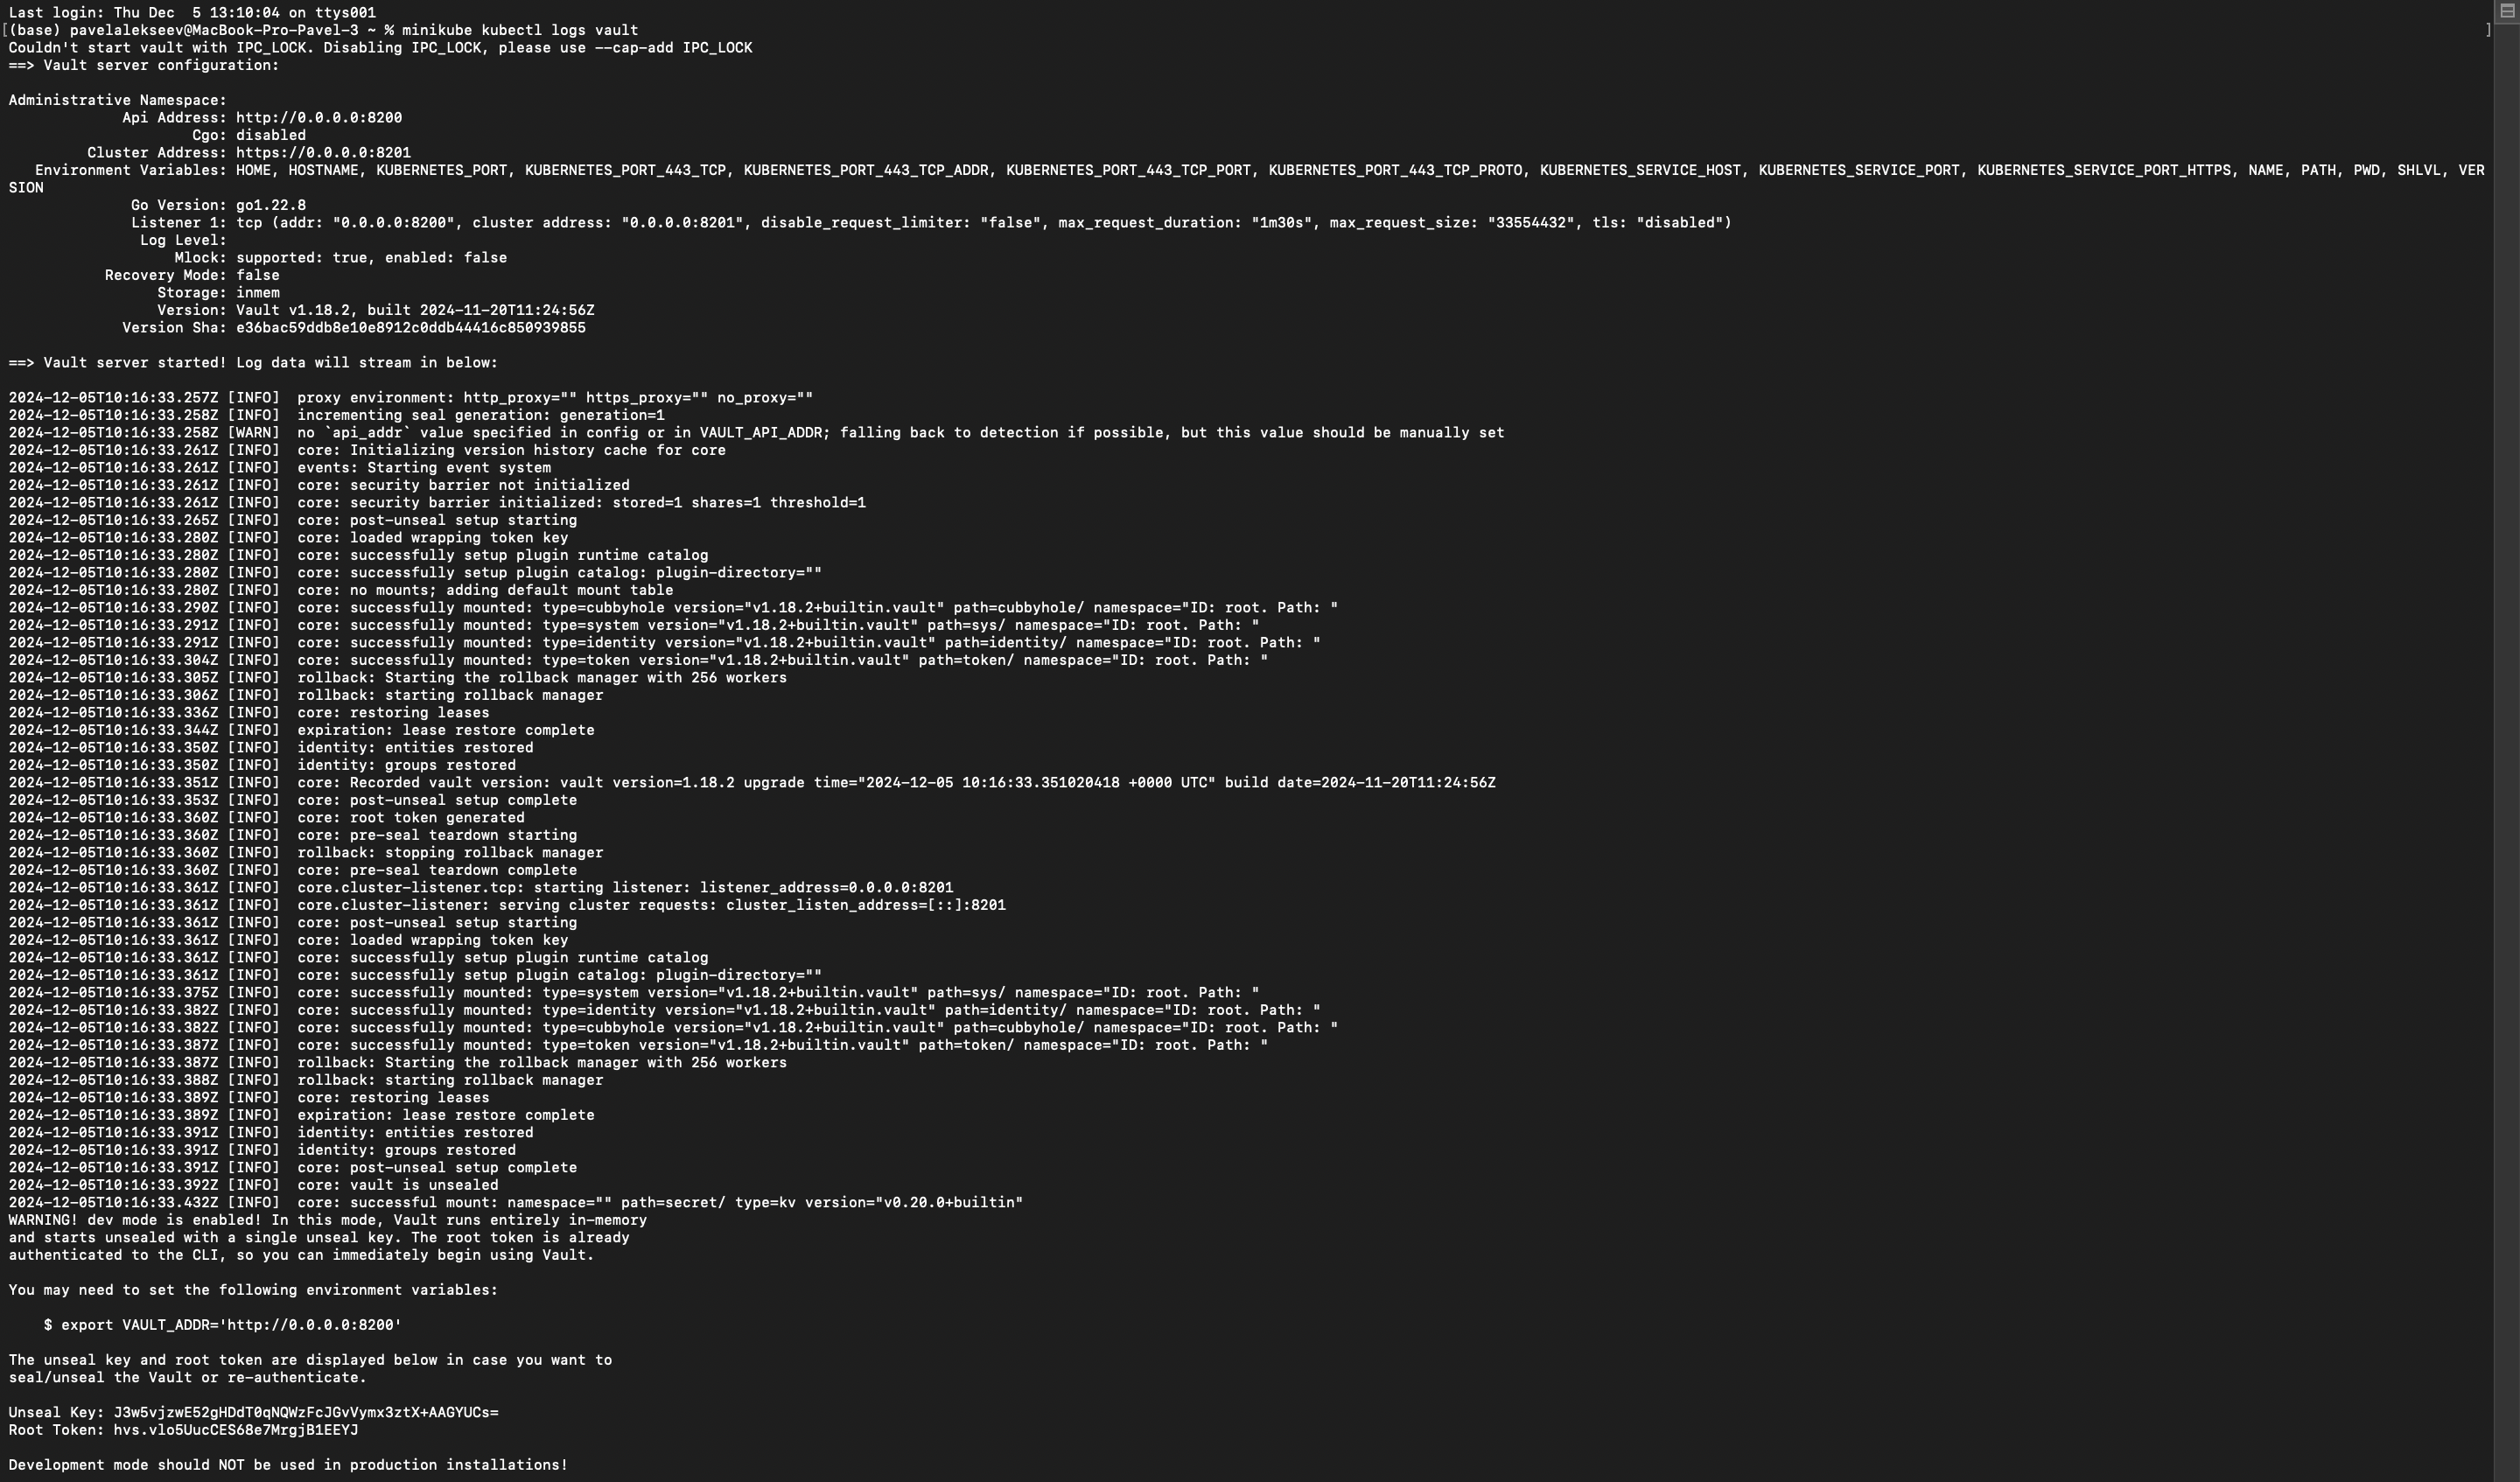 Last login: Thu Dec  5 13:10:04 on ttys001
[(base) pavelalekseev@MacBook-Pro-Pavel-3 ~ % minikube kubectl logs vault ]
Couldn't start vault with IPC_LOCK. Disabling IPC_LOCK, please use --cap-add IPC_LOCK
==> Vault server configuration:

Administrative Namespace:
             Api Address: http://0.0.0.0:8200
                     Cgo: disabled
         Cluster Address: https://0.0.0.0:8201
   Environment Variables: HOME, HOSTNAME, KUBERNETES_PORT, KUBERNETES_PORT_443_TCP, KUBERNETES_PORT_443_TCP_ADDR, KUBERNETES_PORT_443_TCP_PORT, KUBERNETES_PORT_443_TCP_PROTO, KUBERNETES_SERVICE_HOST, KUBERNETES_SERVICE_PORT, KUBERNETES_SERVICE_PORT_HTTPS, NAME, PATH, PWD, SHLVL, VER
SION
              Go Version: go1.22.8
              Listener 1: tcp (addr: "0.0.0.0:8200", cluster address: "0.0.0.0:8201", disable_request_limiter: "false", max_request_duration: "1m30s", max_request_size: "33554432", tls: "disabled")
               Log Level:
                   Mlock: supported: true, enabled: false
           Recovery Mode: false
                 Storage: inmem
                 Version: Vault v1.18.2, built 2024-11-20T11:24:56Z
             Version Sha: e36bac59ddb8e10e8912c0ddb44416c850939855

==> Vault server started! Log data will stream in below:

2024-12-05T10:16:33.257Z [INFO]  proxy environment: http_proxy="" https_proxy="" no_proxy=""
2024-12-05T10:16:33.258Z [INFO]  incrementing seal generation: generation=1
2024-12-05T10:16:33.258Z [WARN]  no `api_addr` value specified in config or in VAULT_API_ADDR; falling back to detection if possible, but this value should be manually set
2024-12-05T10:16:33.261Z [INFO]  core: Initializing version history cache for core
2024-12-05T10:16:33.261Z [INFO]  events: Starting event system
2024-12-05T10:16:33.261Z [INFO]  core: security barrier not initialized
2024-12-05T10:16:33.261Z [INFO]  core: security barrier initialized: stored=1 shares=1 threshold=1
2024-12-05T10:16:33.265Z [INFO]  core: post-unseal setup starting
2024-12-05T10:16:33.280Z [INFO]  core: loaded wrapping token key
2024-12-05T10:16:33.280Z [INFO]  core: successfully setup plugin runtime catalog
2024-12-05T10:16:33.280Z [INFO]  core: successfully setup plugin catalog: plugin-directory=""
2024-12-05T10:16:33.280Z [INFO]  core: no mounts; adding default mount table
2024-12-05T10:16:33.290Z [INFO]  core: successfully mounted: type=cubbyhole version="v1.18.2+builtin.vault" path=cubbyhole/ namespace="ID: root. Path: "
2024-12-05T10:16:33.291Z [INFO]  core: successfully mounted: type=system version="v1.18.2+builtin.vault" path=sys/ namespace="ID: root. Path: "
2024-12-05T10:16:33.291Z [INFO]  core: successfully mounted: type=identity version="v1.18.2+builtin.vault" path=identity/ namespace="ID: root. Path: "
2024-12-05T10:16:33.304Z [INFO]  core: successfully mounted: type=token version="v1.18.2+builtin.vault" path=token/ namespace="ID: root. Path: "
2024-12-05T10:16:33.305Z [INFO]  rollback: Starting the rollback manager with 256 workers
2024-12-05T10:16:33.306Z [INFO]  rollback: starting rollback manager
2024-12-05T10:16:33.336Z [INFO]  core: restoring leases
2024-12-05T10:16:33.344Z [INFO]  expiration: lease restore complete
2024-12-05T10:16:33.350Z [INFO]  identity: entities restored
2024-12-05T10:16:33.350Z [INFO]  identity: groups restored
2024-12-05T10:16:33.351Z [INFO]  core: Recorded vault version: vault version=1.18.2 upgrade time="2024-12-05 10:16:33.351020418 +0000 UTC" build date=2024-11-20T11:24:56Z
2024-12-05T10:16:33.353Z [INFO]  core: post-unseal setup complete
2024-12-05T10:16:33.360Z [INFO]  core: root token generated
2024-12-05T10:16:33.360Z [INFO]  core: pre-seal teardown starting
2024-12-05T10:16:33.360Z [INFO]  rollback: stopping rollback manager
2024-12-05T10:16:33.360Z [INFO]  core: pre-seal teardown complete
2024-12-05T10:16:33.361Z [INFO]  core.cluster-listener.tcp: starting listener: listener_address=0.0.0.0:8201
2024-12-05T10:16:33.361Z [INFO]  core.cluster-listener: serving cluster requests: cluster_listen_address=[::]:8201
2024-12-05T10:16:33.361Z [INFO]  core: post-unseal setup starting
2024-12-05T10:16:33.361Z [INFO]  core: loaded wrapping token key
2024-12-05T10:16:33.361Z [INFO]  core: successfully setup plugin runtime catalog
2024-12-05T10:16:33.361Z [INFO]  core: successfully setup plugin catalog: plugin-directory=""
2024-12-05T10:16:33.375Z [INFO]  core: successfully mounted: type=system version="v1.18.2+builtin.vault" path=sys/ namespace="ID: root. Path: "
2024-12-05T10:16:33.382Z [INFO]  core: successfully mounted: type=identity version="v1.18.2+builtin.vault" path=identity/ namespace="ID: root. Path: "
2024-12-05T10:16:33.382Z [INFO]  core: successfully mounted: type=cubbyhole version="v1.18.2+builtin.vault" path=cubbyhole/ namespace="ID: root. Path: "
2024-12-05T10:16:33.387Z [INFO]  core: successfully mounted: type=token version="v1.18.2+builtin.vault" path=token/ namespace="ID: root. Path: "
2024-12-05T10:16:33.387Z [INFO]  rollback: Starting the rollback manager with 256 workers
2024-12-05T10:16:33.388Z [INFO]  rollback: starting rollback manager
2024-12-05T10:16:33.389Z [INFO]  core: restoring leases
2024-12-05T10:16:33.389Z [INFO]  expiration: lease restore complete
2024-12-05T10:16:33.391Z [INFO]  identity: entities restored
2024-12-05T10:16:33.391Z [INFO]  identity: groups restored
2024-12-05T10:16:33.391Z [INFO]  core: post-unseal setup complete
2024-12-05T10:16:33.392Z [INFO]  core: vault is unsealed
2024-12-05T10:16:33.432Z [INFO]  core: successful mount: namespace="" path=secret/ type=kv version="v0.20.0+builtin"
WARNING! dev mode is enabled! In this mode, Vault runs entirely in-memory
and starts unsealed with a single unseal key. The root token is already
authenticated to the CLI, so you can immediately begin using Vault.

You may need to set the following environment variables:

    $ export VAULT_ADDR='http://0.0.0.0:8200'

The unseal key and root token are displayed below in case you want to
seal/unseal the Vault or re-authenticate.

Unseal Key: J3w5vjzwE52gHDdT0qNQWzFcJGvVymx3ztX+AAGYUCs=
Root Token: hvs.vlo5UucCES68e7MrgjB1EEYJ

Development mode should NOT be used in production installations!